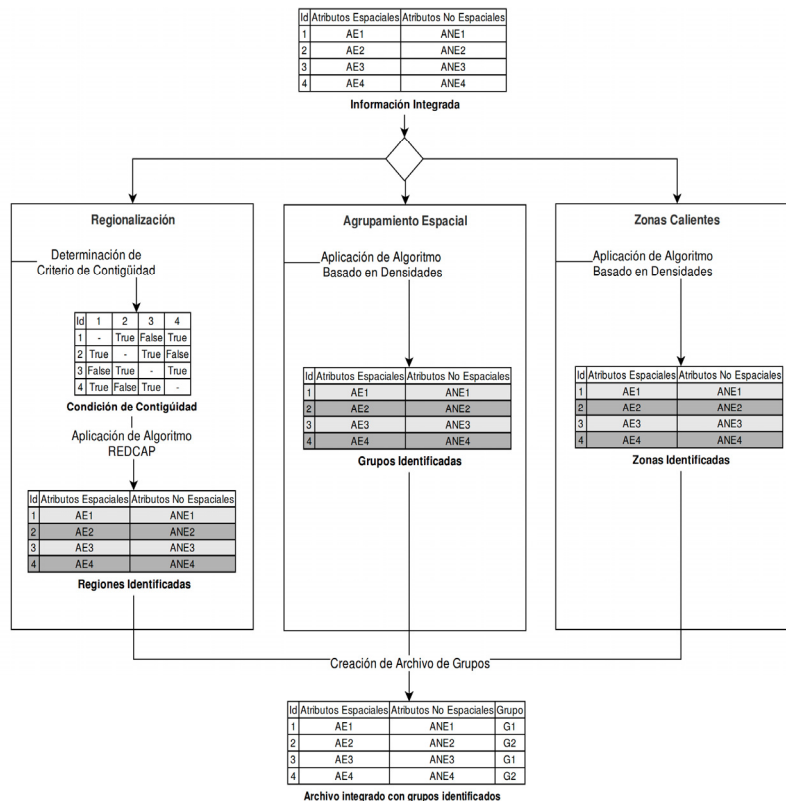 Id Atributos Espaciales Atributos No Espaciales
1 AE1 ANE1
2 AE2 ANE2
3 AE3 ANE3
4 AE4 ANE4
Información Integrada
Regionalización
Determinación de
Criterio de Contigüidad
Id 1 2 3 4
1 - True False True
2 True - True False
3 False True - True
4 True False True -
Condición de Contigúidad
Aplicación de Algoritmo
REDCAP
Id Atributos Espaciales Atributos No Espaciales
1 AE1 ANE1
2 AE2 ANE2
3 AE3 ANE3
4 AE4 ANE4
Regiones Identificadas
Agrupamiento Espacial
Aplicación de Algoritmo
Basado en Densidades
Id Atributos Espaciales Atributos No Espaciales
1 AE1 ANE1
2 AE2 ANE2
3 AE3 ANE3
4 AE4 ANE4
Grupos Identificadas
Zonas Calientes
Aplicación de Algoritmo
Basado en Densidades
Id Atributos Espaciales Atributos No Espaciales
1 AE1 ANE1
2 AE2 ANE2
3 AE3 ANE3
4 AE4 ANE4
Zonas Identificadas
Creación de Archivo de Grupos
Id Atributos Espaciales Atributos No Espaciales Grupo
1 AE1 ANE1 G1
2 AE2 ANE2 G2
3 AE3 ANE3 G1
4 AE4 ANE4 G2
Archivo integrado con grupos identificados